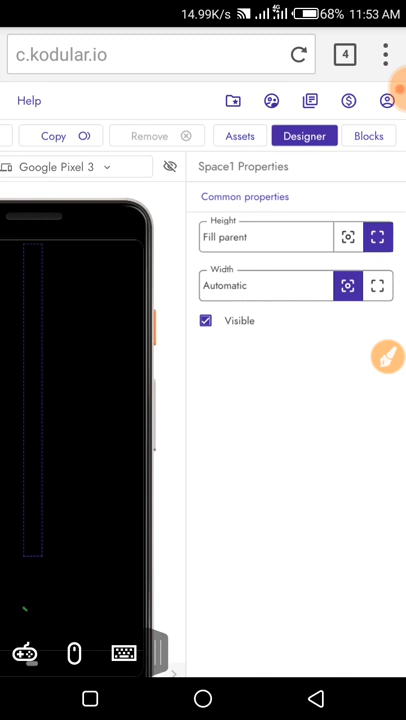 14.99K/s 4G 68% 11:53 AM
c.kodular.io 4
Help
Copy Remove Assets Designer Blocks
Google Pixel 3 Space1 Properties
Common properties
Height
Fill parent
Width
Automatic
Visible